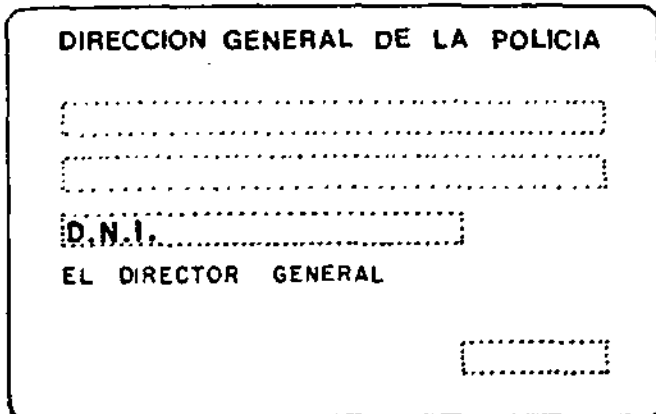 DIRECCION GENERAL DE LA POLICIA
D.N.I.
EL DIRECTOR GENERAL